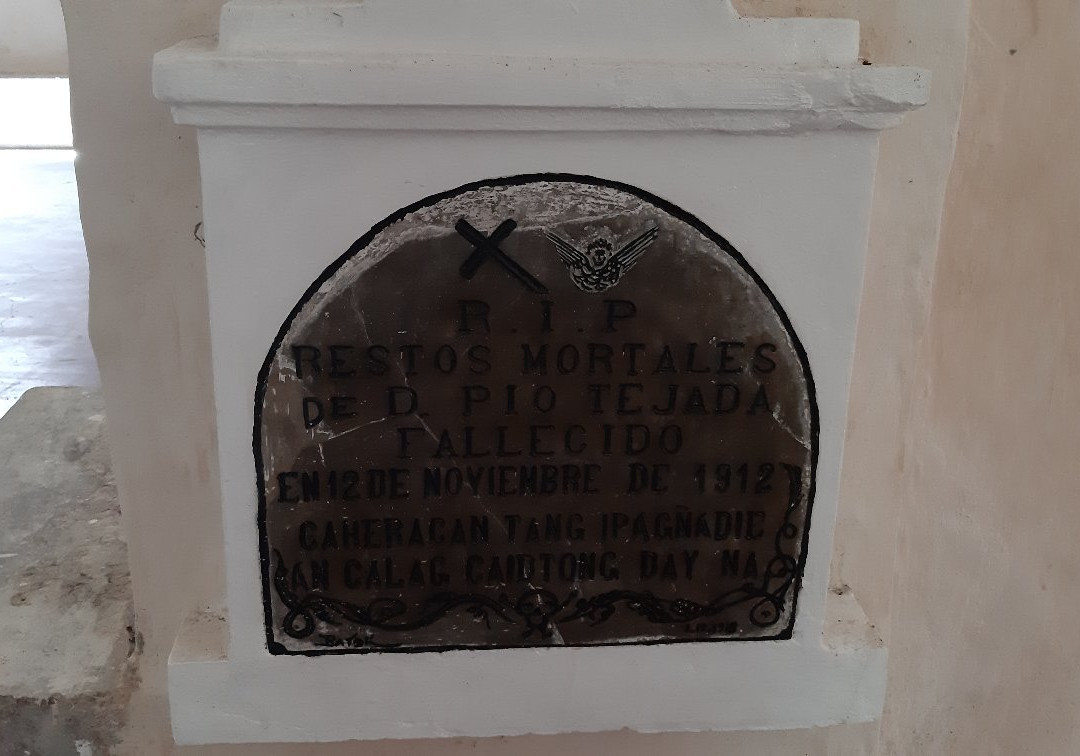 R.I.P
RESTOS MORTALES
DE D. PIO TEJADA
FALLECIDO
EN 12 DE NOVIENBRE DE 1912
CAHERAGAN TANG IPAGÑADIE
AN CALAG CAIDTONG DAY NA